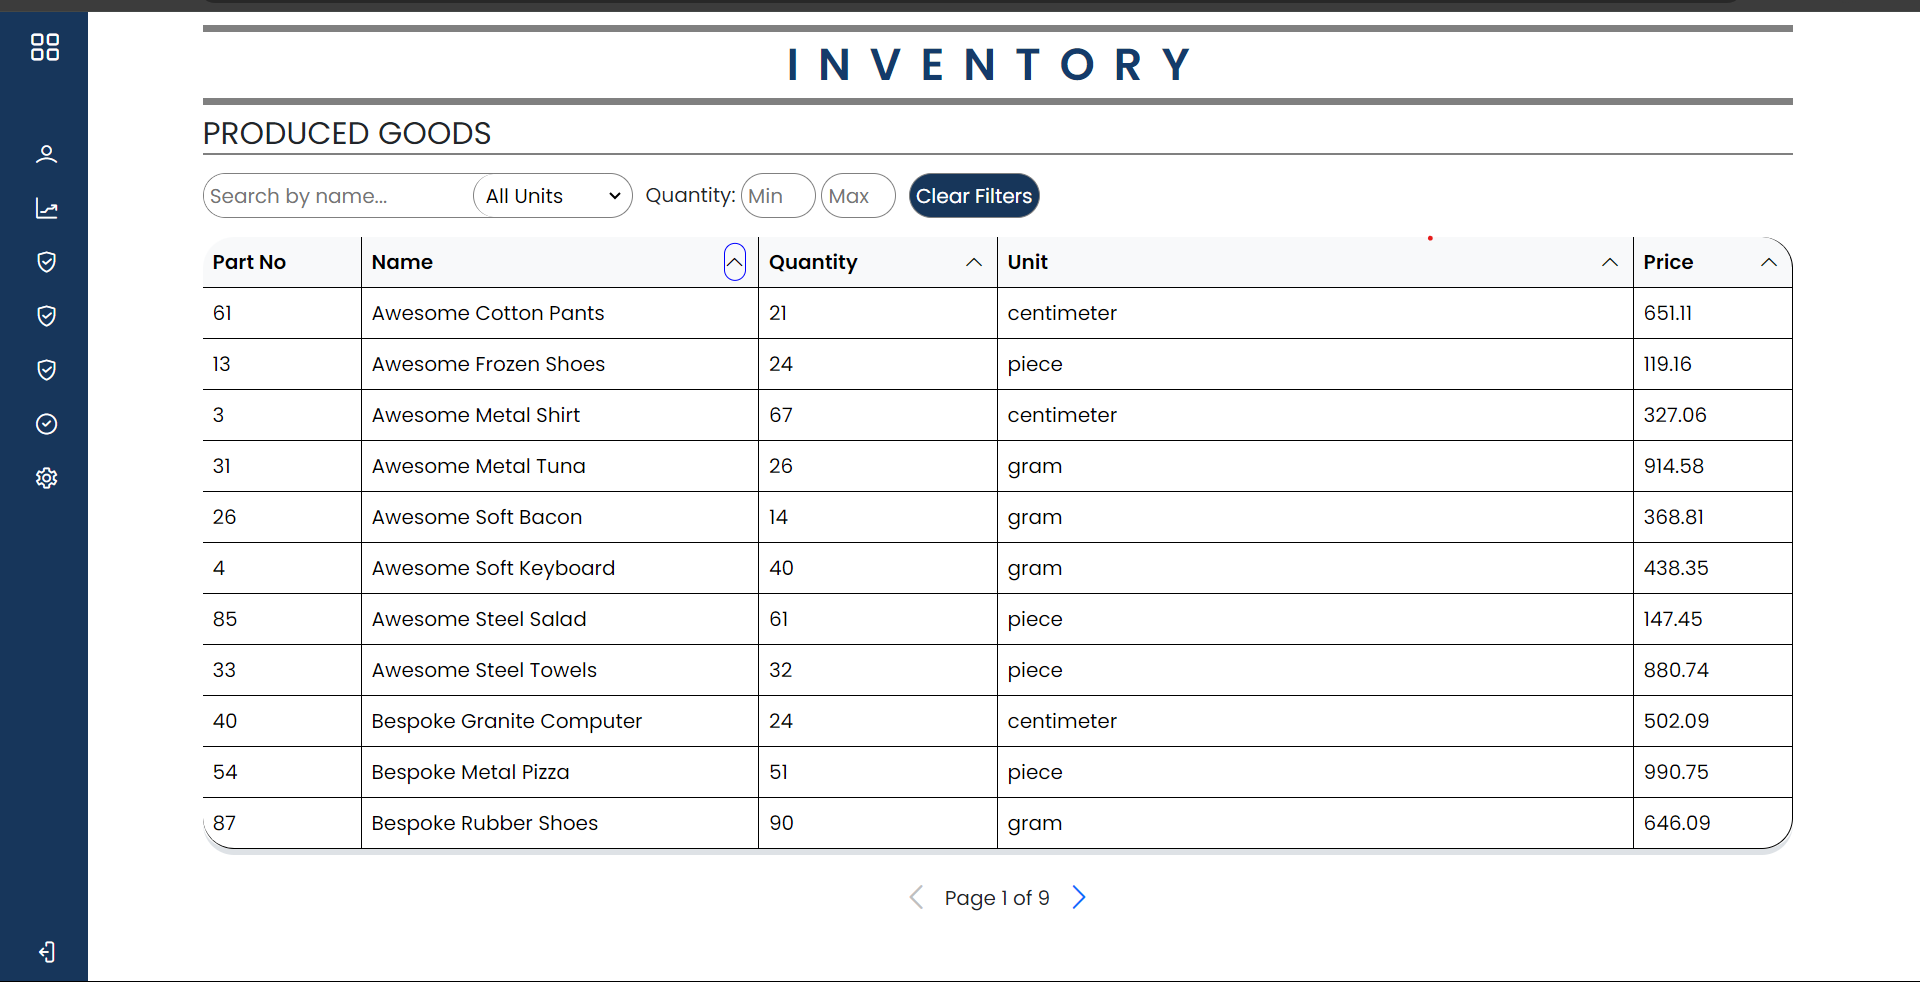 INVENTORY
PRODUCED GOODS
Search by name... All Units Quantity: Min Max Clear Filters
Part No Name Quantity Unit Price
61 Awesome Cotton Pants 21 centimeter 651.11
13 Awesome Frozen Shoes 24 piece 119.16
3 Awesome Metal Shirt 67 centimeter 327.06
31 Awesome Metal Tuna 26 gram 914.58
26 Awesome Soft Bacon 14 gram 368.81
4 Awesome Soft Keyboard 40 gram 438.35
85 Awesome Steel Salad 61 piece 147.45
33 Awesome Steel Towels 32 piece 880.74
40 Bespoke Granite Computer 24 centimeter 502.09
54 Bespoke Metal Pizza 51 piece 990.75
87 Bespoke Rubber Shoes 90 gram 646.09
Page 1 of 9